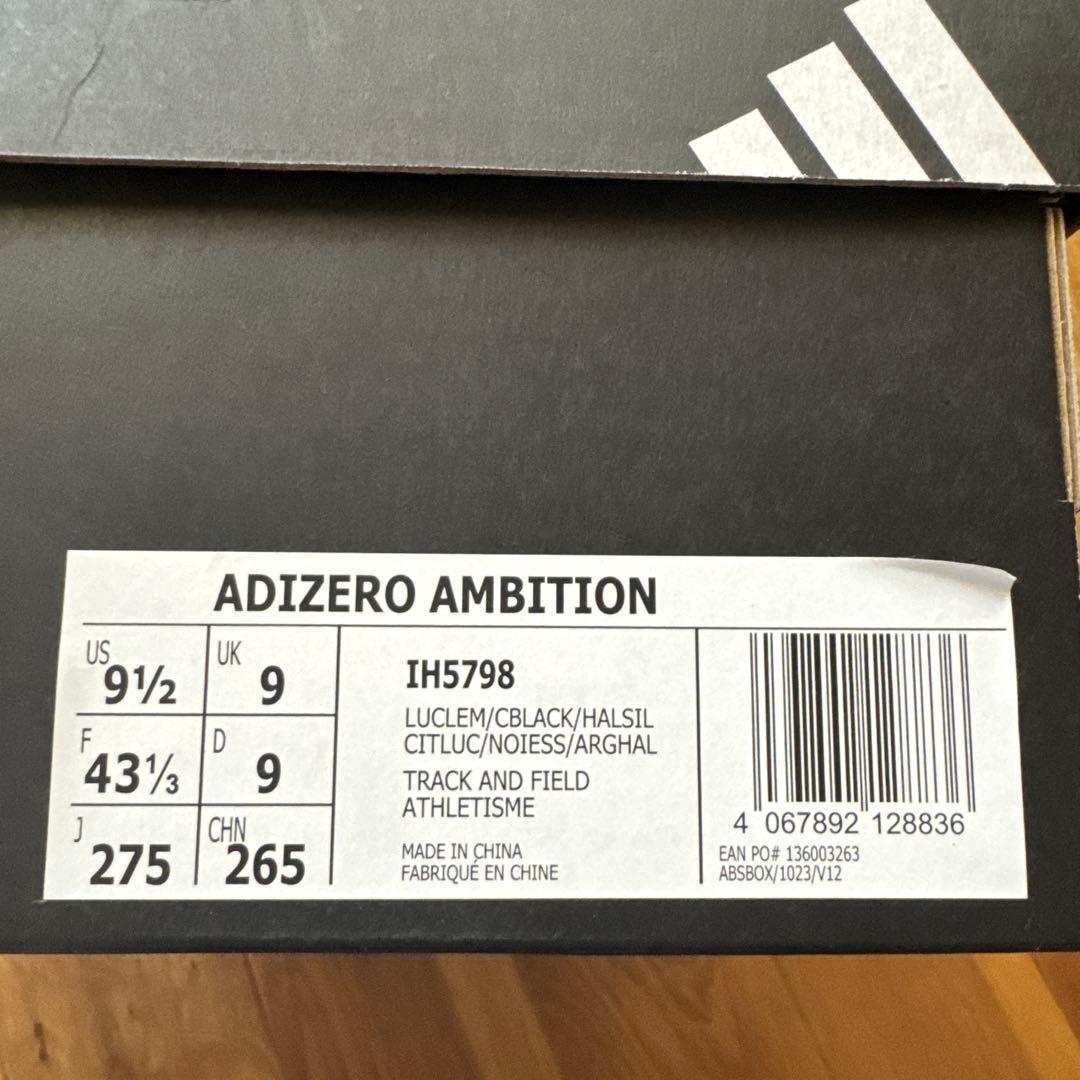 ADIZERO AMBITION
US
9½
UK
9
F
43⅓
D
9
J
275
CHN
265
IH5798
LUCLEM/CBLACK/HALSIL
CITLUC/NOIESS/ARGHAL
TRACK AND FIELD
ATHLETISME
MADE IN CHINA
FABRIQUÉ EN CHINE
4 067892 128836
EAN PO# 136003263
ABSBOX/1023/V12